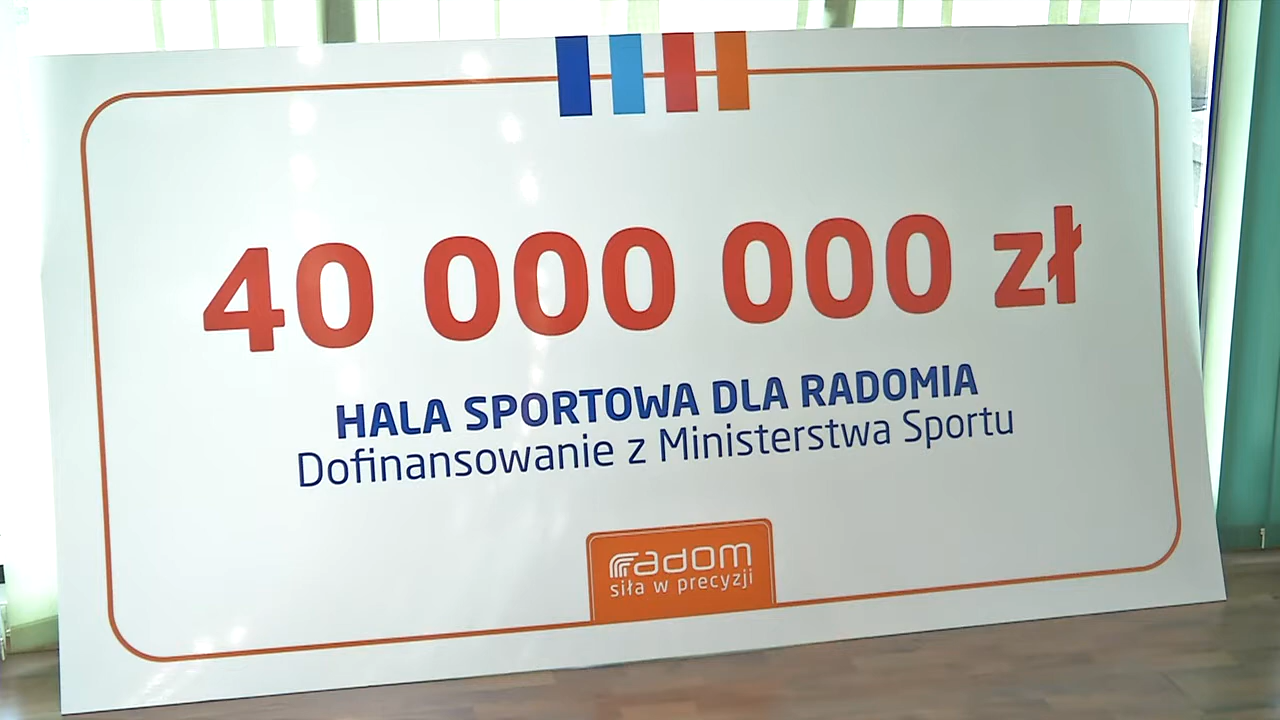 40 000 000 zł
HALA SPORTOWA DLA RADOMIA
Dofinansowanie z Ministerstwa Sportu
radom
siła w precyzji